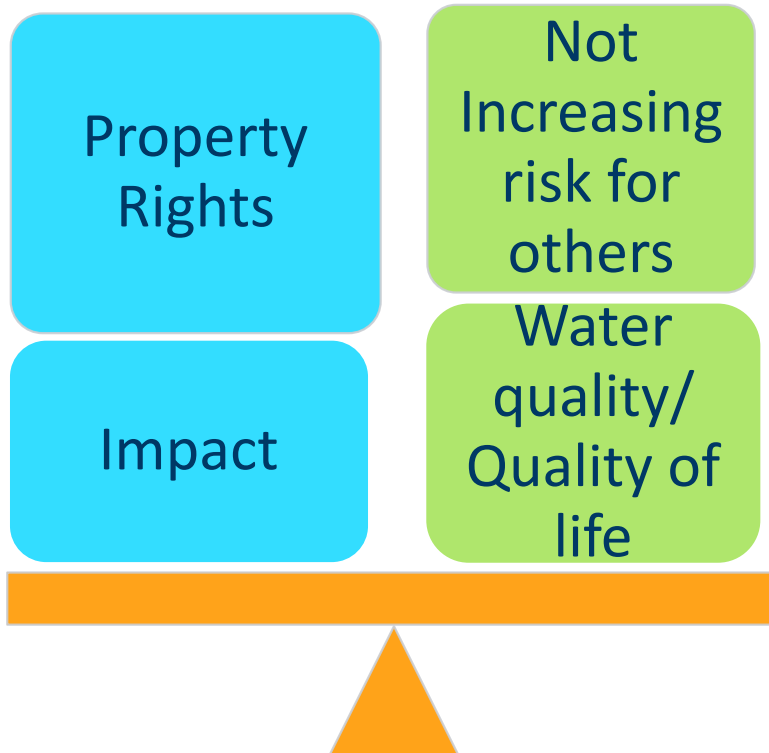 Property
Rights
Not
Increasing
risk for
others
Impact
Water
quality/
Quality of
life